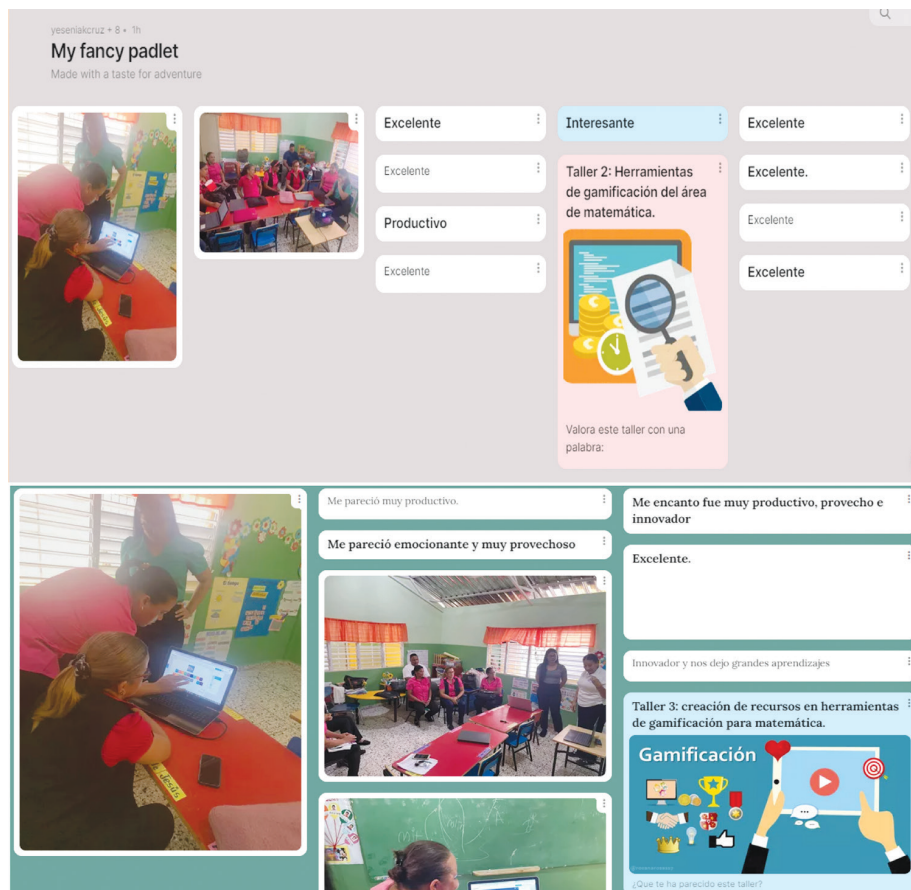 yeseniakcruz + 8 • 1h
My fancy padlet
Made with a taste for adventure
Excelente
Excelente
Productivo
Excelente
Interesante
Taller 2: Herramientas
de gamificación del área
de matemática.
Valora este taller con una
palabra:
Excelente
Excelente.
Excelente
Excelente
Me pareció muy productivo.
Me pareció emocionante y muy provechoso
Me encanto fue muy productivo, provecho e
innovador
Excelente.
Innovador y nos dejo grandes aprendizajes
Taller 3: creación de recursos en herramientas
de gamificación para matemática.
Gamificación
¿Que te ha parecido este taller?